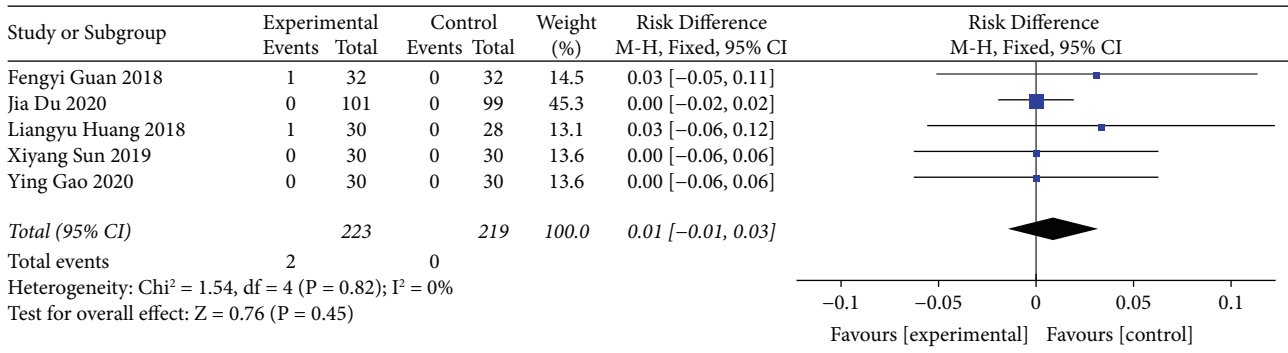 Study or Subgroup Experimental Control Weight Risk Difference Risk Difference
Events Total Events Total (%) M-H, Fixed, 95% CI M-H, Fixed, 95% CI
Fengyi Guan 2018 1 32 0 32 14.5 0.03 [−0.05, 0.11]
Jia Du 2020 0 101 0 99 45.3 0.00 [−0.02, 0.02]
Liangyu Huang 2018 1 30 0 28 13.1 0.03 [−0.06, 0.12]
Xiyang Sun 2019 0 30 0 30 13.6 0.00 [−0.06, 0.06]
Ying Gao 2020 0 30 0 30 13.6 0.00 [−0.06, 0.06]
Total (95% CI) 223 219 100.0 0.01 [−0.01, 0.03]
Total events 2 0
Heterogeneity: Chi² = 1.54, df = 4 (P = 0.82); I² = 0%
Test for overall effect: Z = 0.76 (P = 0.45)
−0.1 −0.05 0 0.05 0.1
Favours [experimental] Favours [control]